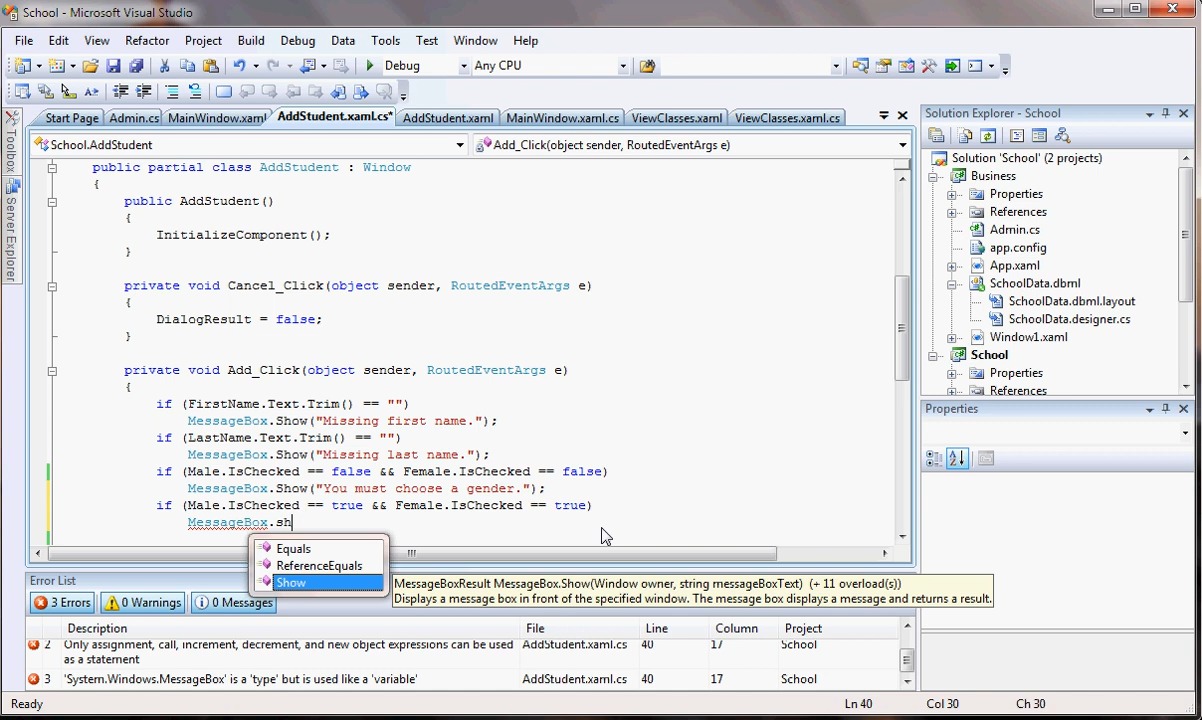 School - Microsoft Visual Studio
File Edit View Refactor Project Build Debug Data Tools Test Window Help
Debug Any CPU
Start Page Admin.cs MainWindow.xaml AddStudent.xaml.cs* AddStudent.xaml MainWindow.xaml.cs ViewClasses.xaml ViewClasses.xaml.cs
School.AddStudent Add_Click(object sender, RoutedEventArgs e)
public partial class AddStudent : Window
{
public AddStudent()
{
InitializeComponent();
}
private void Cancel_Click(object sender, RoutedEventArgs e)
{
DialogResult = false;
}
private void Add_Click(object sender, RoutedEventArgs e)
{
if (FirstName.Text.Trim() == "")
MessageBox.Show("Missing first name.");
if (LastName.Text.Trim() == "")
MessageBox.Show("Missing last name.");
if (Male.IsChecked == false && Female.IsChecked == false)
MessageBox.Show("You must choose a gender.");
if (Male.IsChecked == true && Female.IsChecked == true)
MessageBox.sh
Equals
ReferenceEquals
Show
MessageBoxResult MessageBox.Show(Window owner, string messageBoxText) (+ 11 overload(s))
Displays a message box in front of the specified window. The message box displays a message and returns a result.
Toolbox
Server Explorer
Solution Explorer - School
Solution 'School' (2 projects)
Business
Properties
References
Admin.cs
app.config
App.xaml
SchoolData.dbml
SchoolData.dbml.layout
SchoolData.designer.cs
Window1.xaml
School
Properties
References
Properties
Error List
3 Errors 0 Warnings 0 Messages
Description File Line Column Project
2 Only assignment, call, increment, decrement, and new object expressions can be used as a statement AddStudent.xaml.cs 40 17 School
3 'System.Windows.MessageBox' is a 'type' but is used like a 'variable' AddStudent.xaml.cs 40 17 School
Ready Ln 40 Col 30 Ch 30